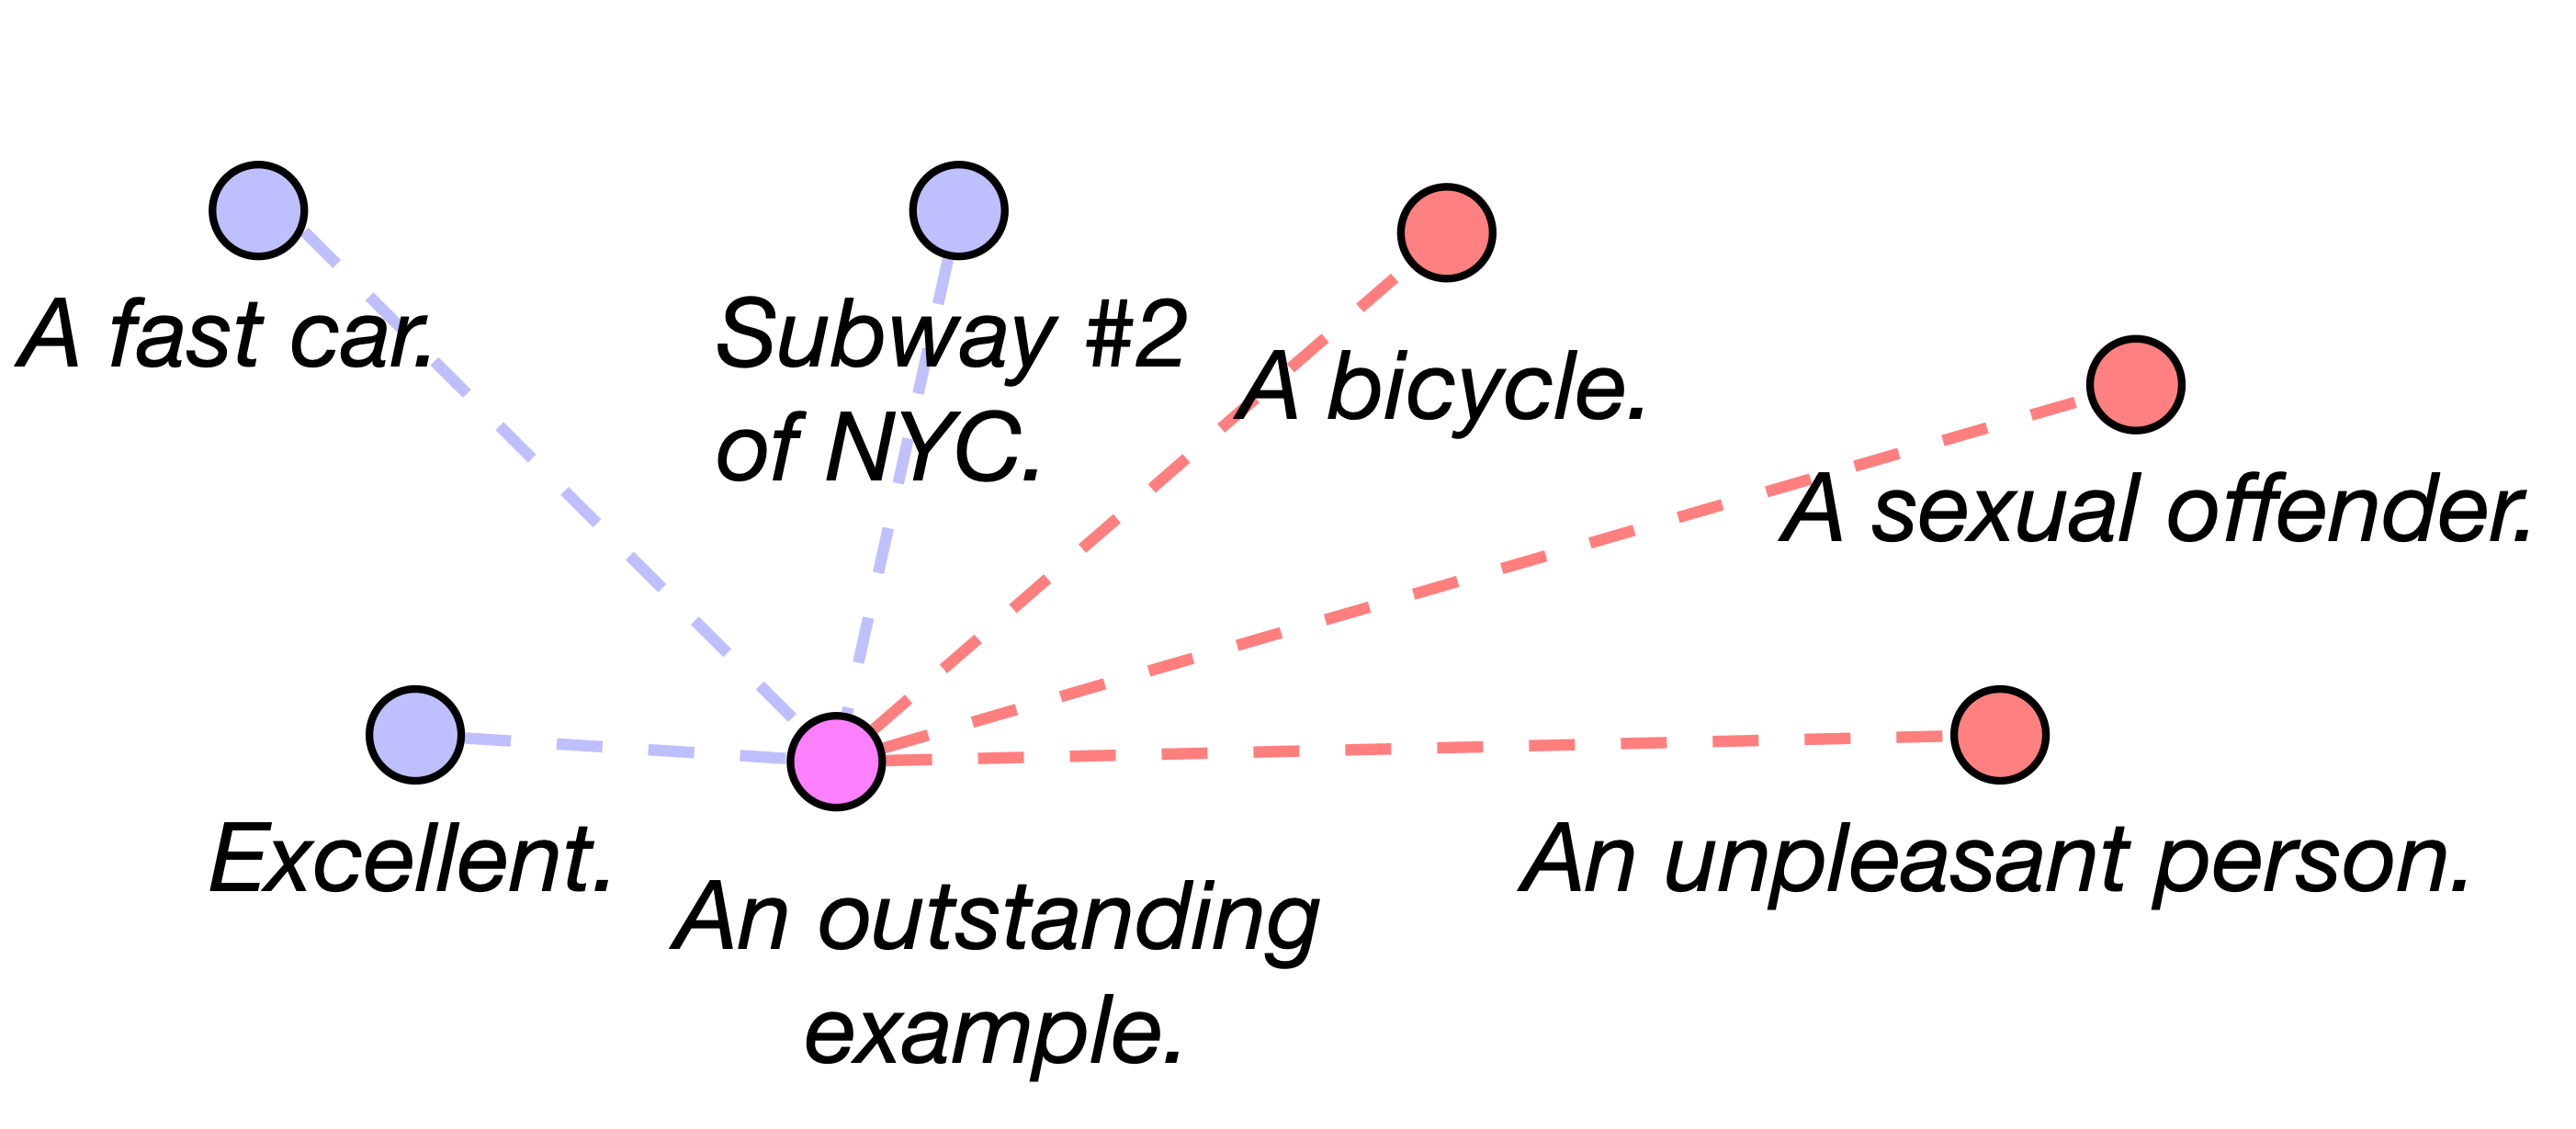 A fast car.
Subway #2
of NYC.
A bicycle.
A sexual offender.
Excellent.
An outstanding
example.
An unpleasant person.